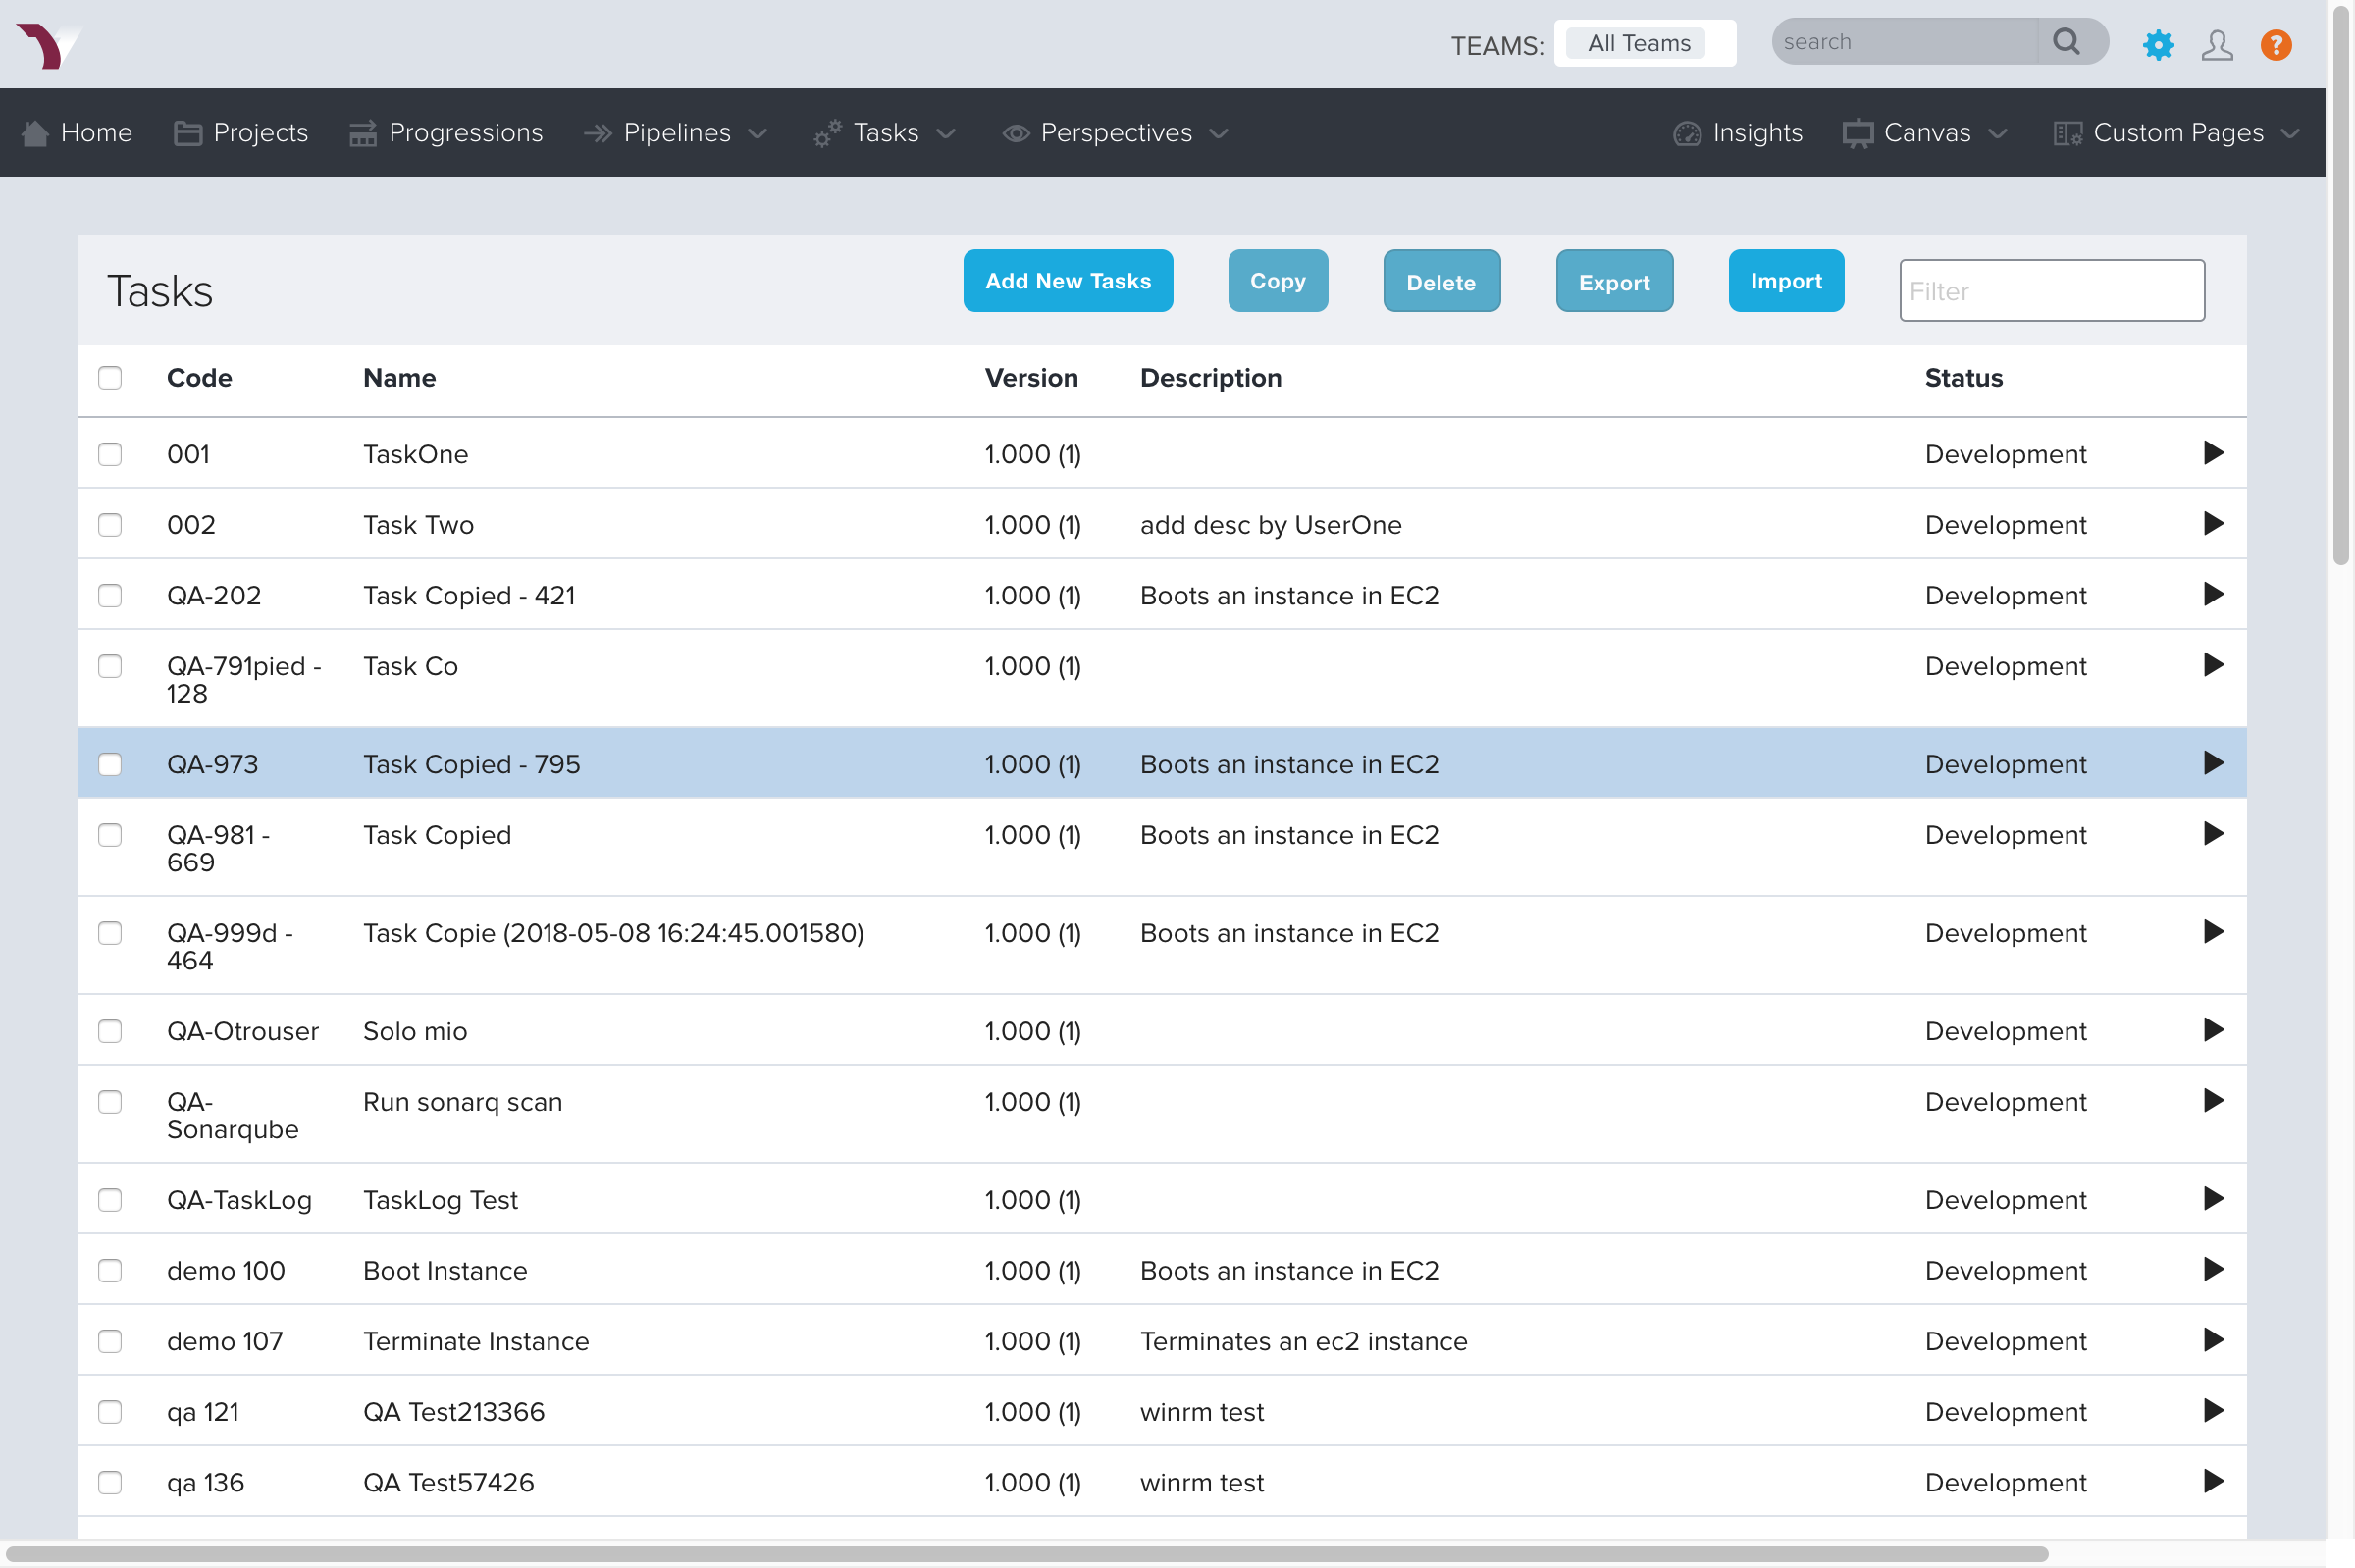 TEAMS: All Teams search ?
Home Projects Progressions Pipelines Tasks Perspectives Insights Canvas Custom Pages
Tasks Add New Tasks Copy Delete Export Import Filter
Code Name Version Description Status
001 TaskOne 1.000 (1) Development
002 Task Two 1.000 (1) add desc by UserOne Development
QA-202 Task Copied - 421 1.000 (1) Boots an instance in EC2 Development
QA-791pied - Task Co 1.000 (1) Development
128
QA-973 Task Copied - 795 1.000 (1) Boots an instance in EC2 Development
QA-981 - Task Copied 1.000 (1) Boots an instance in EC2 Development
669
QA-999d - Task Copie (2018-05-08 16:24:45.001580) 1.000 (1) Boots an instance in EC2 Development
464
QA-Otrouser Solo mio 1.000 (1) Development
QA- Run sonarq scan 1.000 (1) Development
Sonarqube
QA-TaskLog TaskLog Test 1.000 (1) Development
demo 100 Boot Instance 1.000 (1) Boots an instance in EC2 Development
demo 107 Terminate Instance 1.000 (1) Terminates an ec2 instance Development
qa 121 QA Test213366 1.000 (1) winrm test Development
qa 136 QA Test57426 1.000 (1) winrm test Development